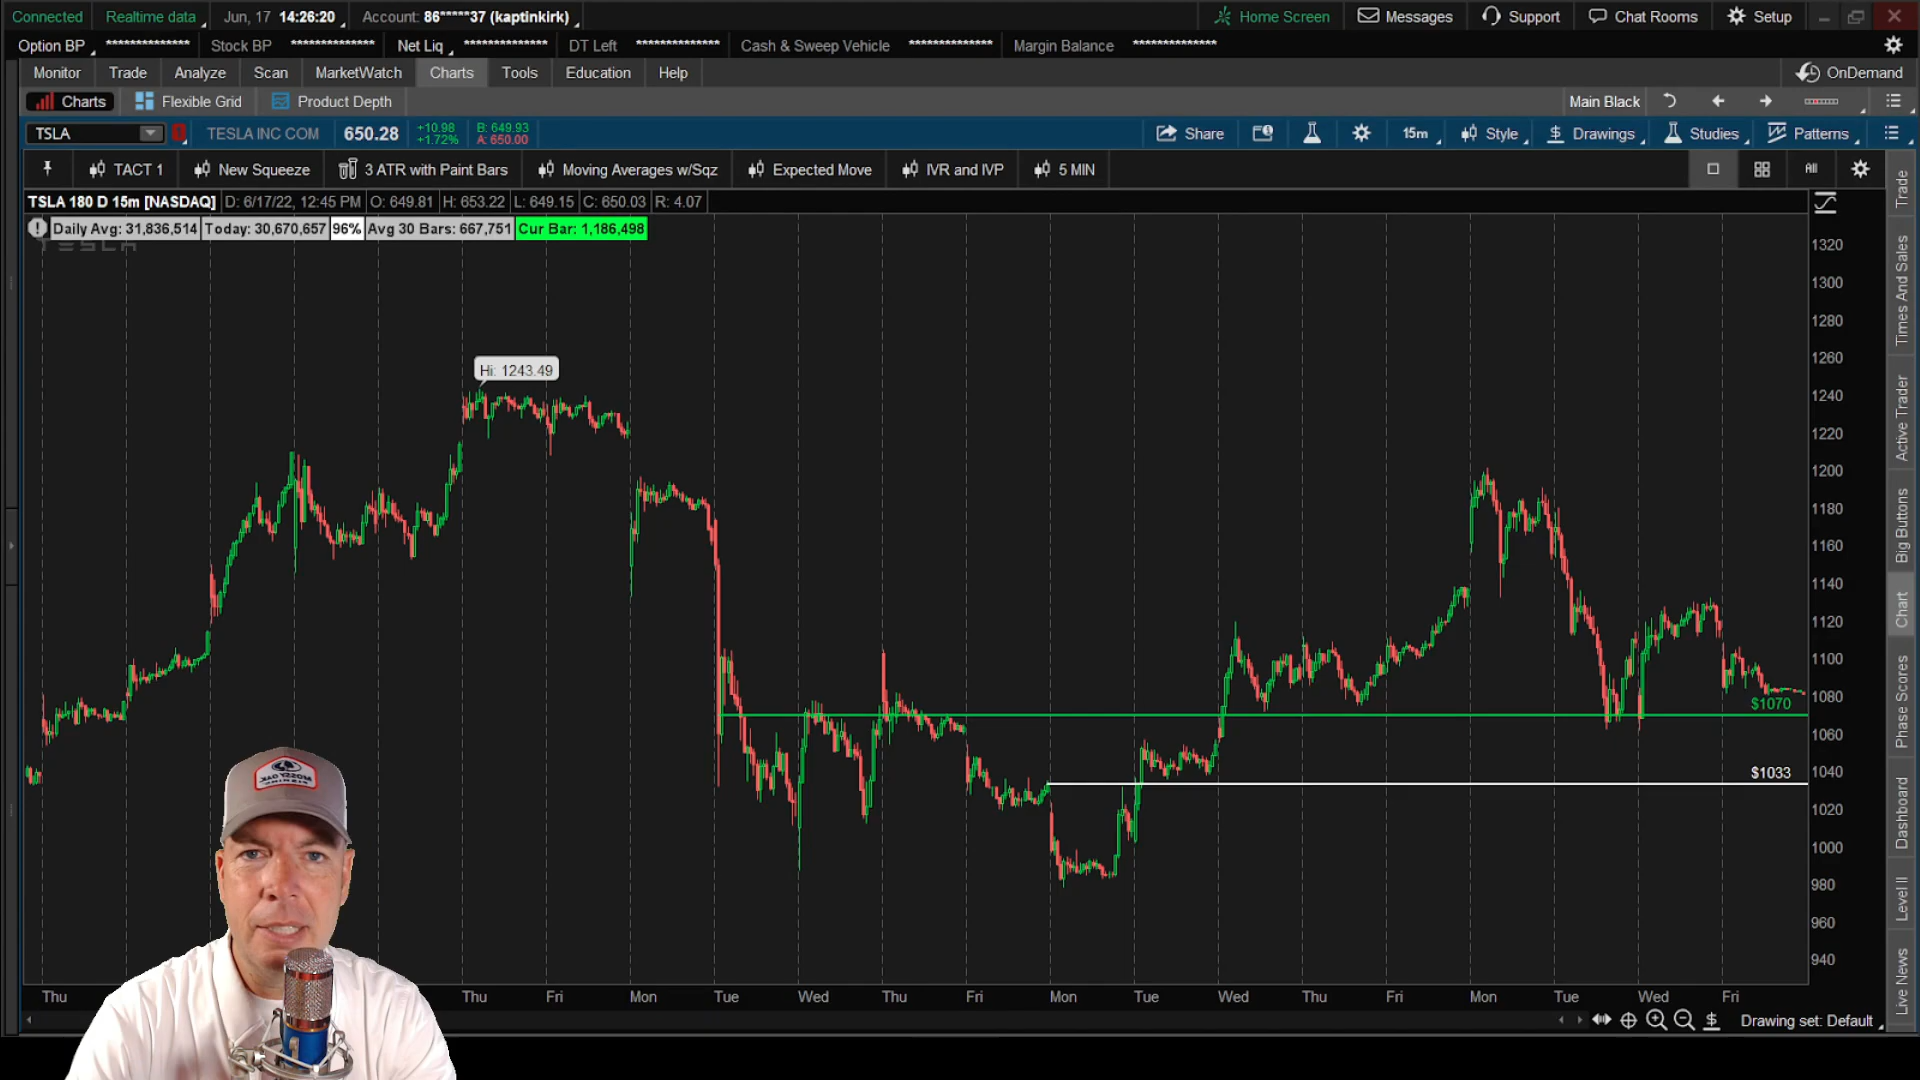 Connected Realtime data Jun, 17 14:26:20 Account: 86*****37 (kaptinkirk) Home Screen Messages Support Chat Rooms Setup
Option BP ************** Stock BP ************** Net Liq ************** DT Left ************** Cash & Sweep Vehicle ************** Margin Balance **************
Monitor Trade Analyze Scan MarketWatch Charts Tools Education Help OnDemand
Charts Flexible Grid Product Depth Main Black
TSLA TESLA INC COM 650.28 +10.98 +1.72% B: 649.93 A: 650.00 Share 15m Style Drawings Studies Patterns
TACT 1 New Squeeze 3 ATR with Paint Bars Moving Averages w/Sqz Expected Move IVR and IVP 5 MIN All
TSLA 180 D 15m [NASDAQ] D: 6/17/22, 12:45 PM O: 649.81 H: 653.22 L: 649.15 C: 650.03 R: 4.07
Daily Avg: 31,836,514 Today: 30,670,657 96% Avg 30 Bars: 667,751 Cur Bar: 1,186,498
TESLA
1320
1300
1280
1260
Hi: 1243.49
1240
1220
1200
1180
1160
1140
1120
1100
1080
$1070
1060
$1033
1040
1020
1000
980
960
940
Thu Thu Fri Mon Tue Wed Thu Fri Mon Tue Wed Thu Fri Mon Tue Wed Fri
Drawing set: Default
Trade
Times And Sales
Active Trader
Big Buttons
Chart
Phase Scores
Dashboard
Level II
Live News
MOSSY OAK